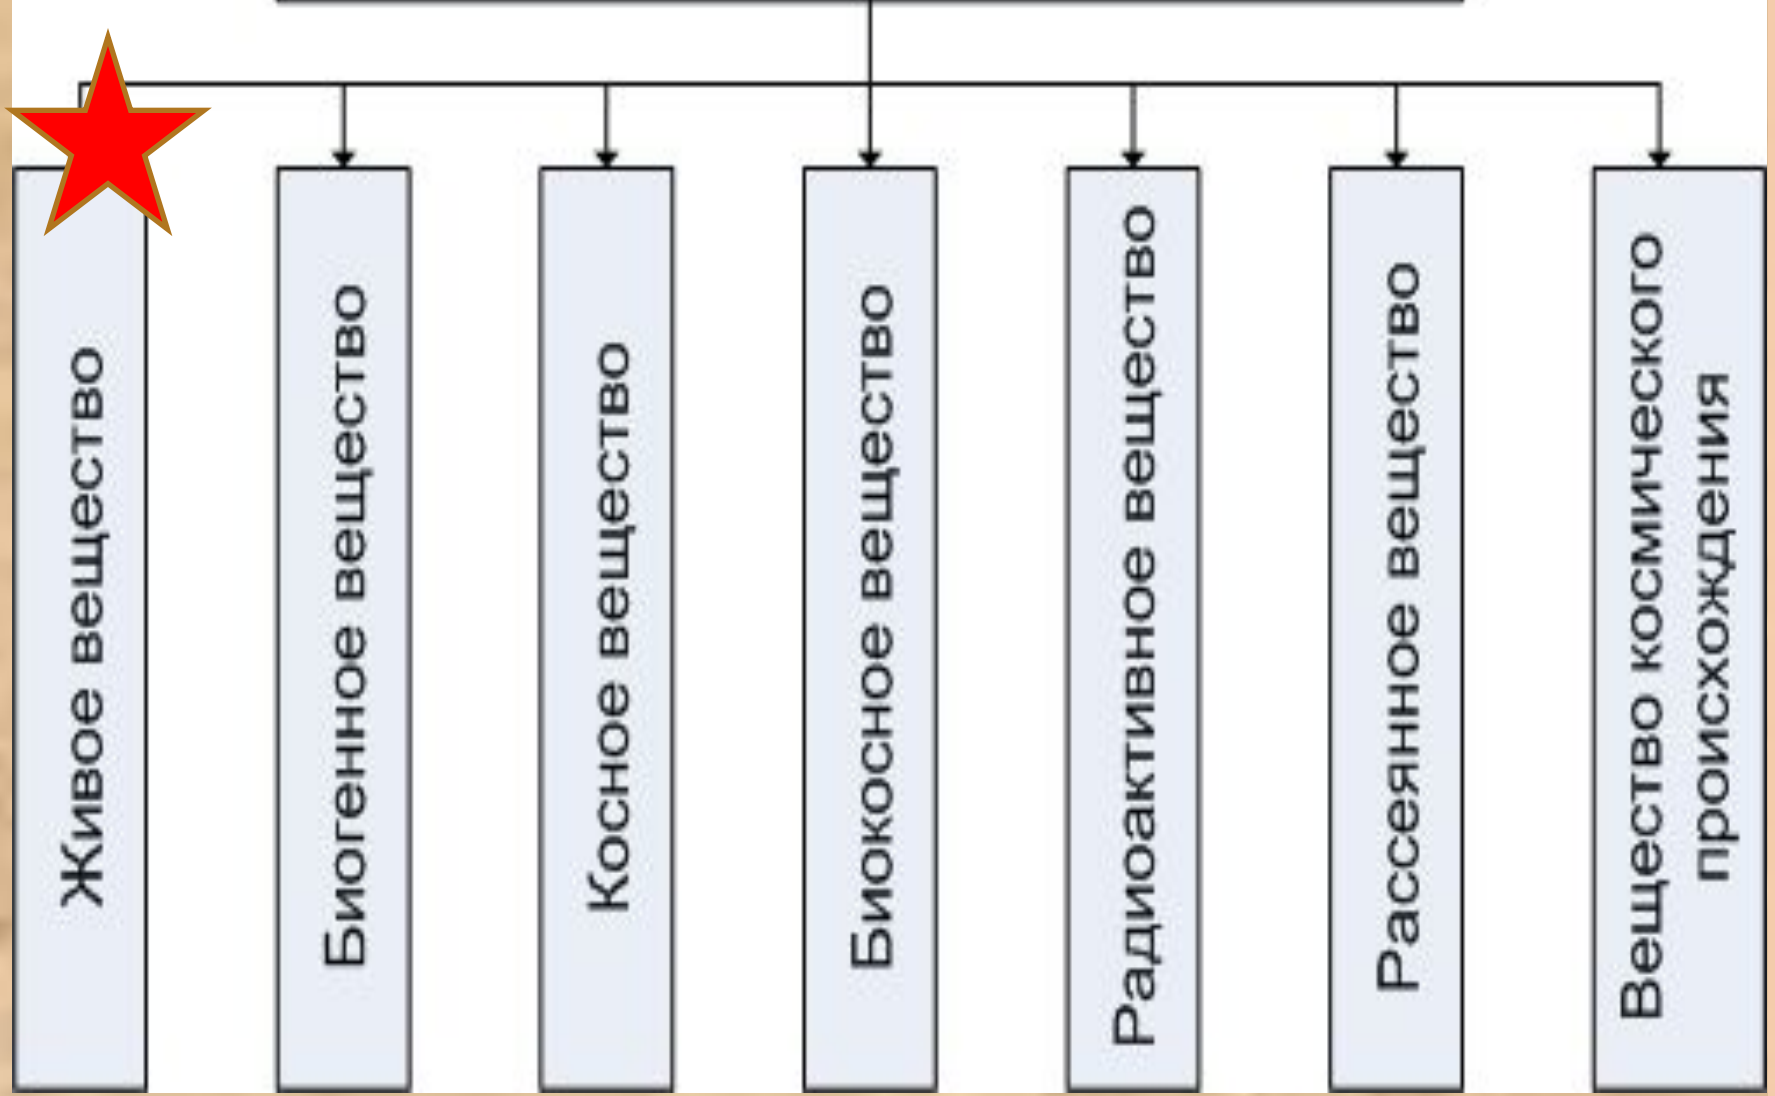 Живое вещество
Биогенное вещество
Косное вещество
Биокосное вещество
Радиоактивное вещество
Рассеянное вещество
Вещество космического
происхождения